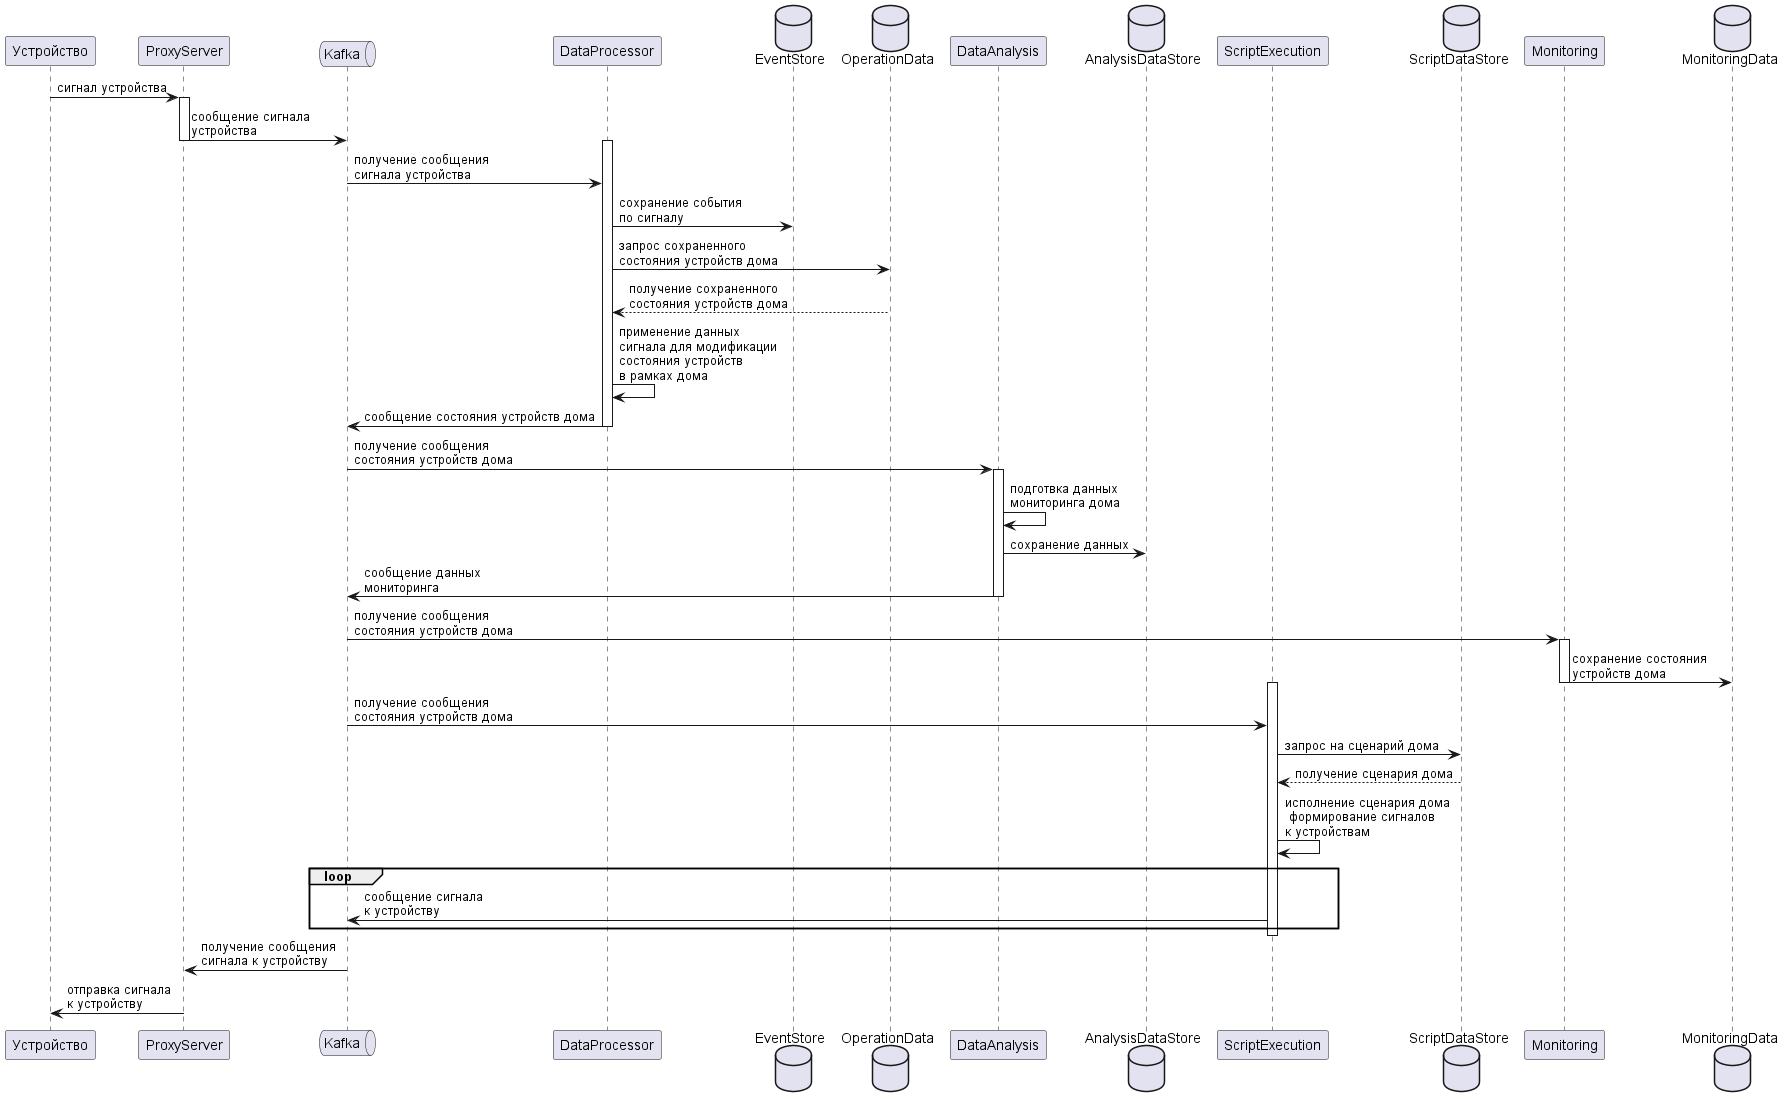 EventStore
OperationData
AnalysisDataStore
ScriptDataStore
MonitoringData
Устройство
ProxyServer
Kafka
DataProcessor
DataAnalysis
ScriptExecution
Monitoring
сигнал устройства
сообщение сигнала
устройства
получение сообщения
сигнала устройства
сохранение события
по сигналу
запрос сохраненного
состояния устройств дома
получение сохраненного
состояния устройств дома
применение данных
сигнала для модификации
состояния устройств
в рамках дома
сообщение состояния устройств дома
получение сообщения
состояния устройств дома
подготвка данных
мониторинга дома
сохранение данных
сообщение данных
мониторинга
получение сообщения
состояния устройств дома
сохранение состояния
устройств дома
получение сообщения
состояния устройств дома
запрос на сценарий дома
получение сценария дома
исполнение сценария дома
формирование сигналов
к устройствам
loop
сообщение сигнала
к устройству
получение сообщения
сигнала к устройству
отправка сигнала
к устройству
Устройство
ProxyServer
Kafka
DataProcessor
EventStore
OperationData
DataAnalysis
AnalysisDataStore
ScriptExecution
ScriptDataStore
Monitoring
MonitoringData